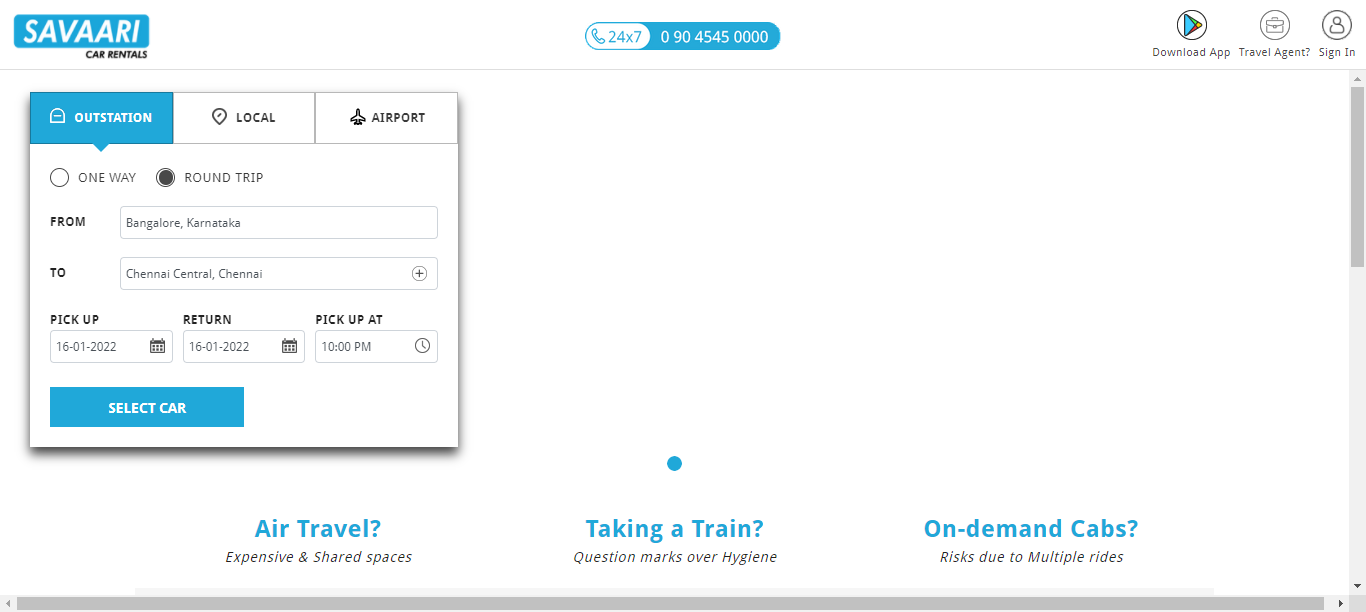 SAVAARI
CAR RENTALS
24x7 0 90 4545 0000
Download App Travel Agent? Sign In
OUTSTATION LOCAL AIRPORT
ONE WAY ROUND TRIP
FROM Bangalore, Karnataka
TO Chennai Central, Chennai
PICK UP RETURN PICK UP AT
16-01-2022 16-01-2022 10:00 PM
SELECT CAR
Air Travel? Taking a Train? On-demand Cabs?
Expensive & Shared spaces Question marks over Hygiene Risks due to Multiple rides